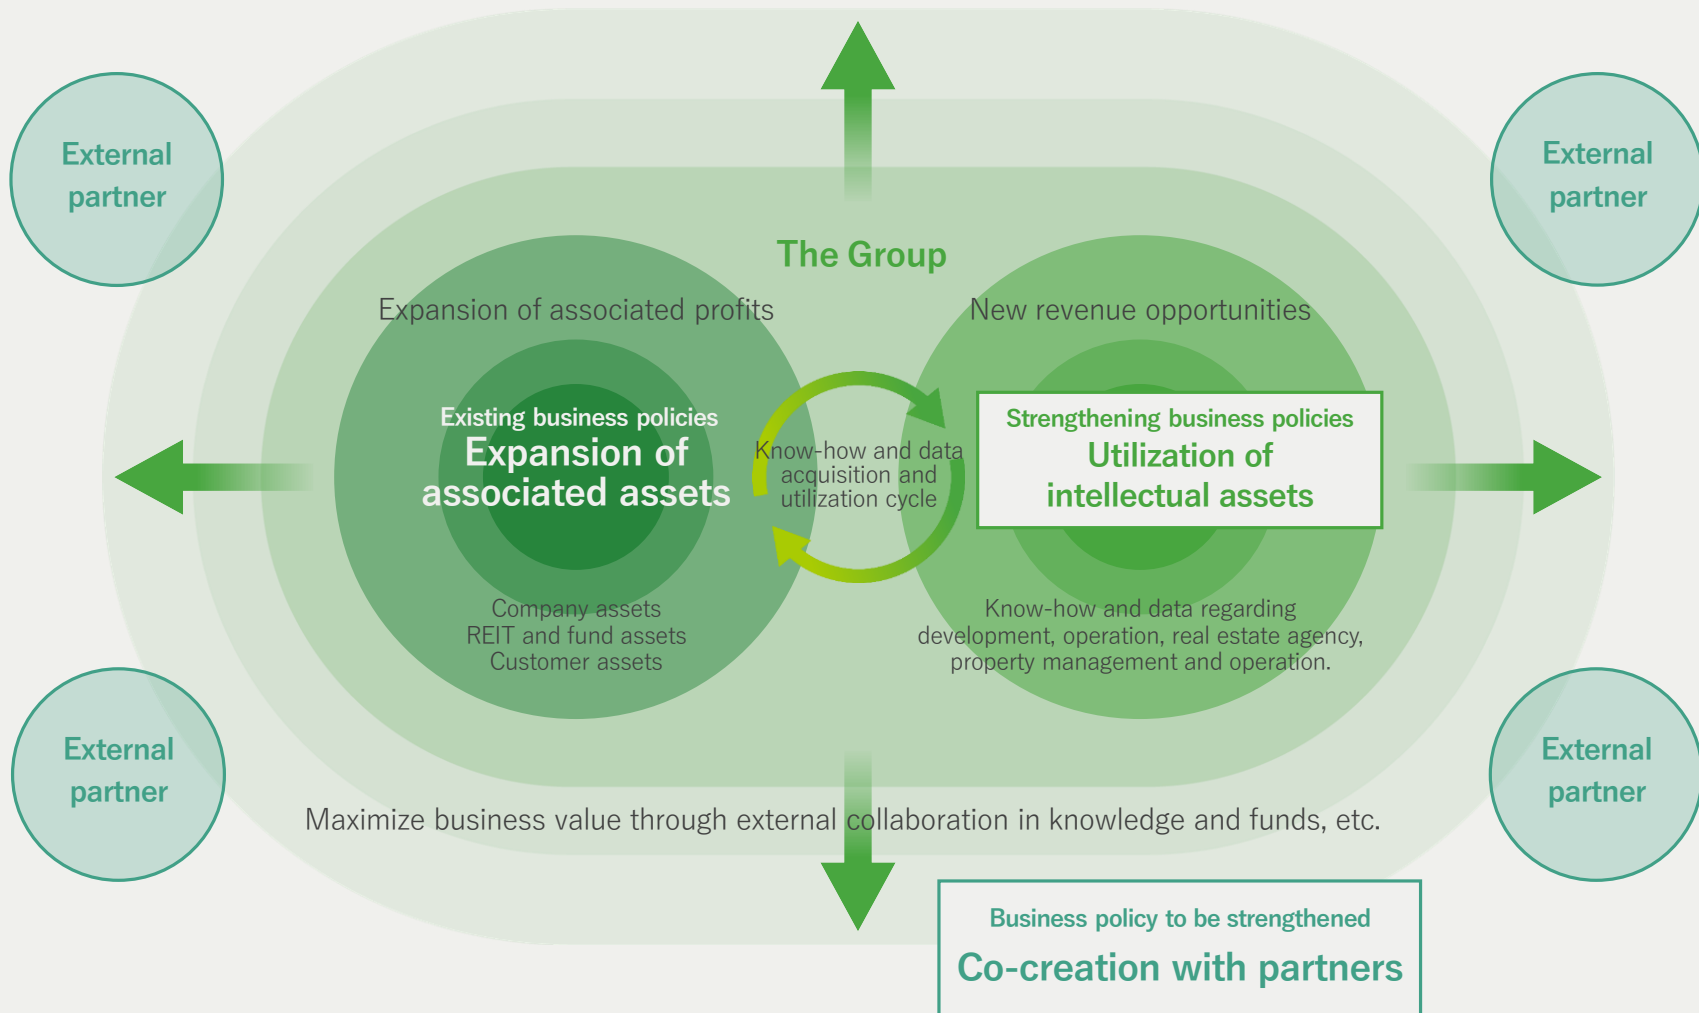 External
partner
External
partner
The Group
Expansion of associated profits
New revenue opportunities
Existing business policies
Expansion of
associated assets
Know-how and data
acquisition and
utilization cycle
Strengthening business policies
Utilization of
intellectual assets
Company assets
REIT and fund assets
Customer assets
Know-how and data regarding
development, operation, real estate agency,
property management and operation.
External
partner
External
partner
Maximize business value through external collaboration in knowledge and funds, etc.
Business policy to be strengthened
Co-creation with partners